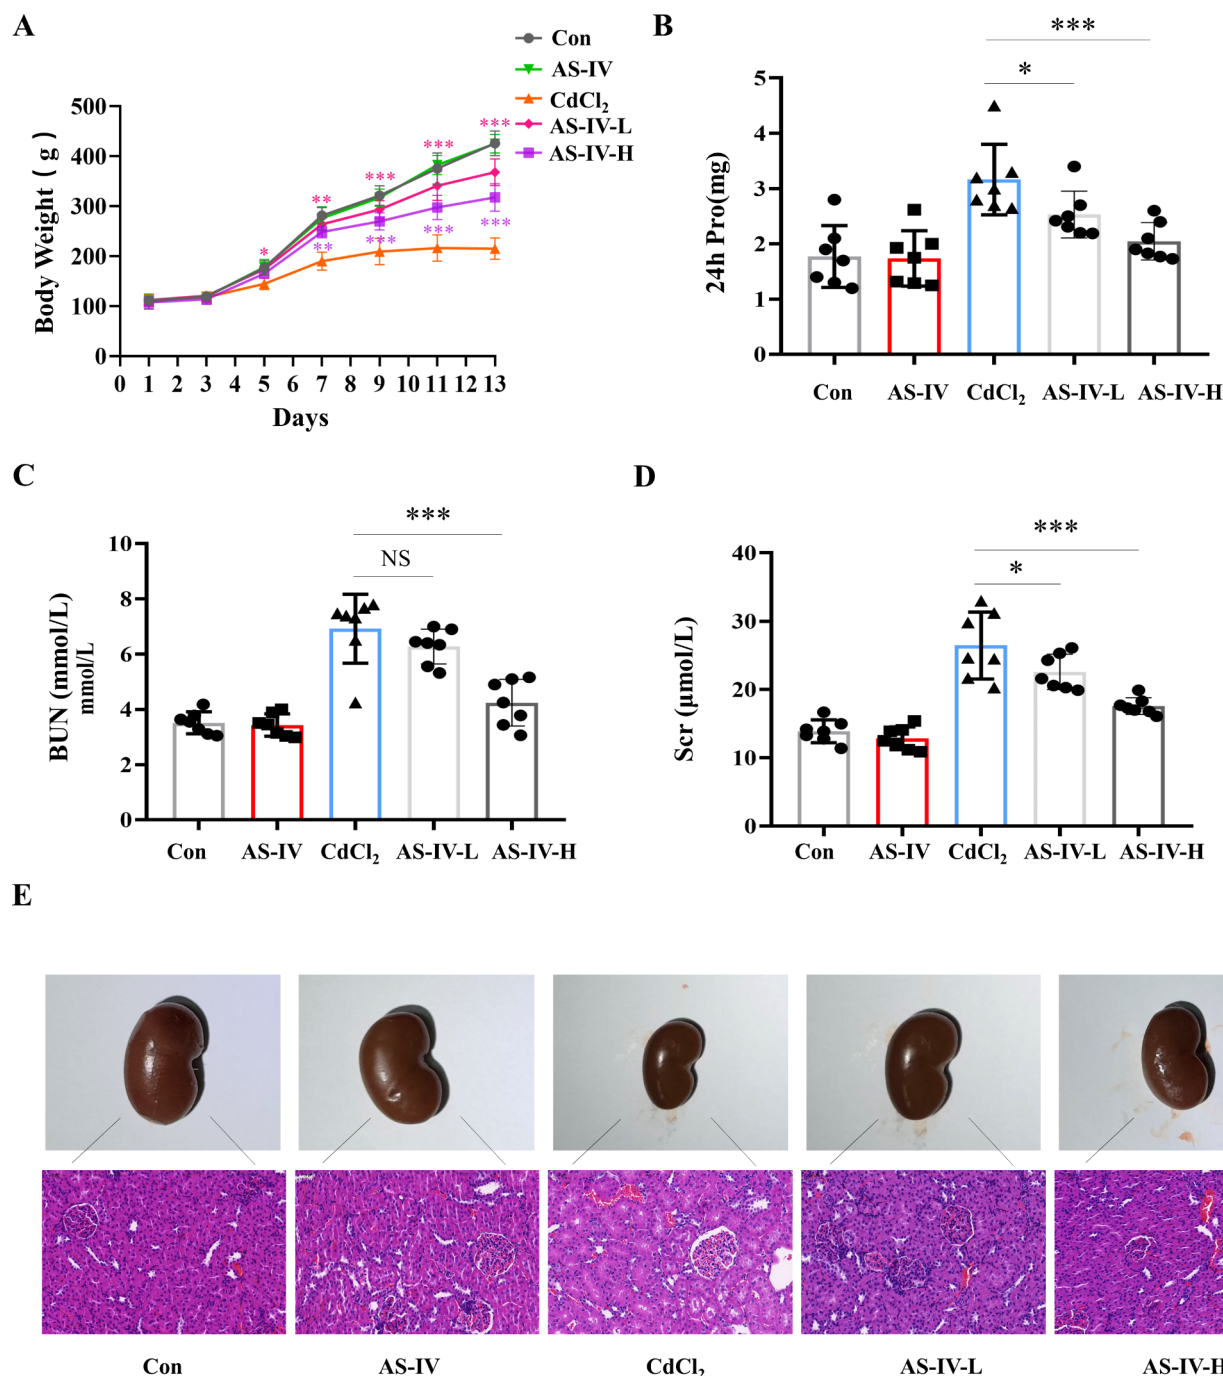 A
Con
AS-IV
CdCl₂
AS-IV-L
AS-IV-H
500
400
300
200
100
0
Body Weight ( g )
*** 
***
***
**
*
**
***
***
***
0 1 2 3 4 5 6 7 8 9 10 11 12 13
Days
B
***
*
5
4
3
2
1
0
24h Pro(mg)
Con AS-IV CdCl₂ AS-IV-L AS-IV-H
C
***
NS
10
8
6
4
2
0
BUN (mmol/L)
mmol/L
Con AS-IV CdCl₂ AS-IV-L AS-IV-H
D
***
*
40
30
20
10
0
Scr (μmol/L)
Con AS-IV CdCl₂ AS-IV-L AS-IV-H
E
Con AS-IV CdCl₂ AS-IV-L AS-IV-H